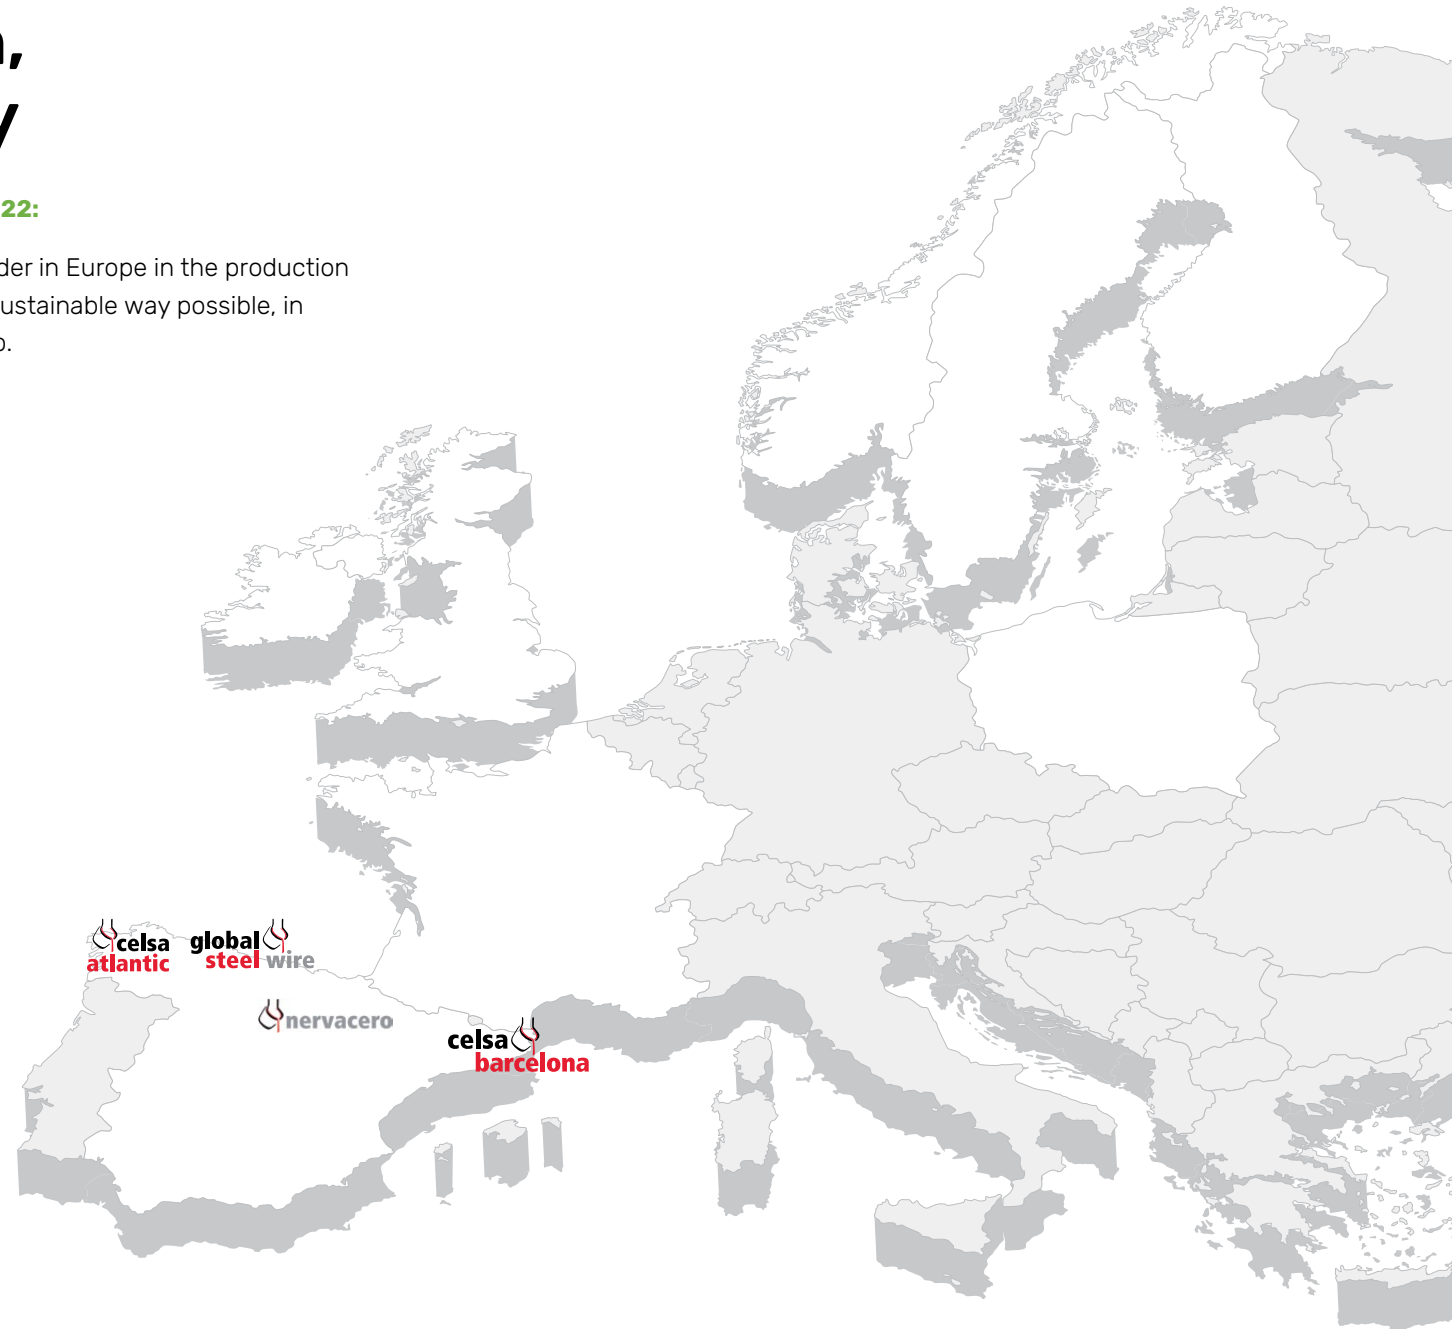 22:
der in Europe in the production
ustainable way possible, in
celsa
atlantic
global
steel wire
nervacero
celsa
barcelona